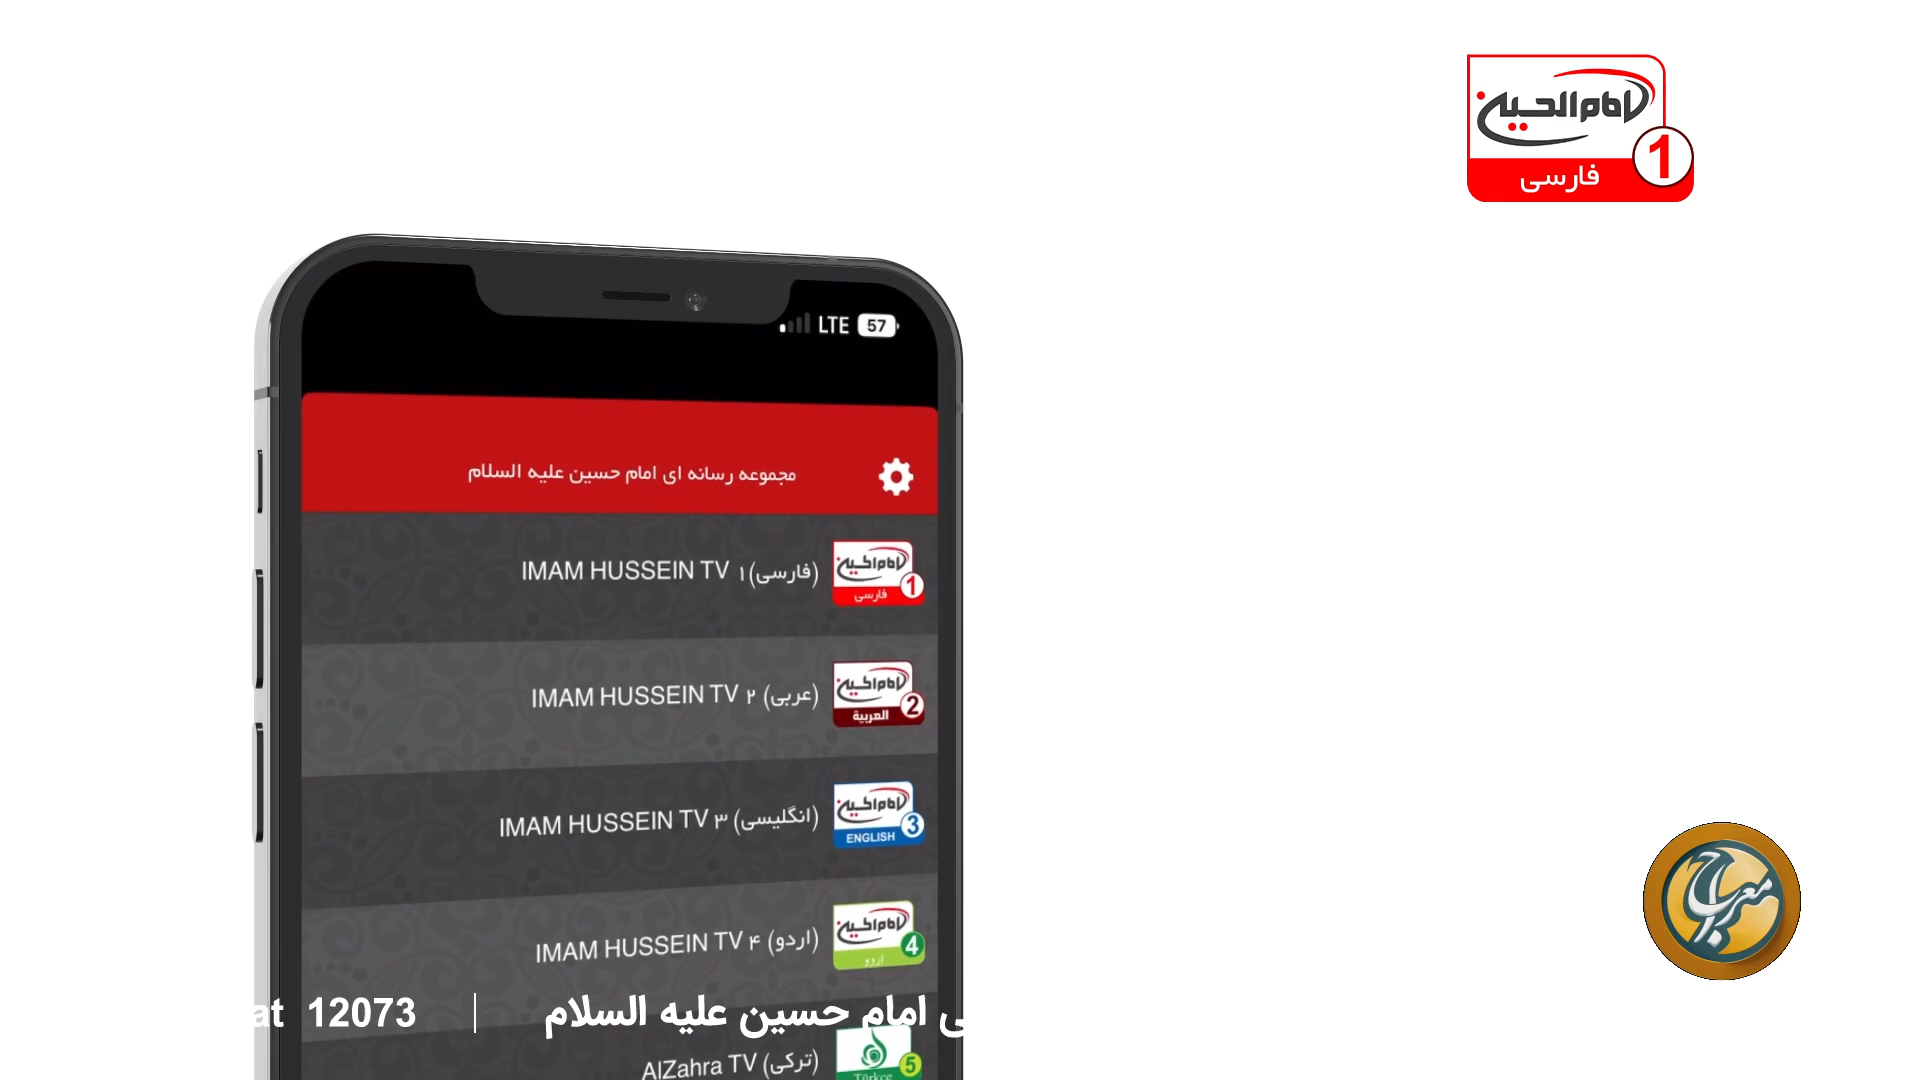 امام الحسین
1
فارسی
LTE 57
مجموعه رسانه ای امام حسین علیه السلام
IMAM HUSSEIN TV ۱(فارسی)
امام الحسین
1
فارسی
IMAM HUSSEIN TV ۲ (عربی)
امام الحسین
2
العربية
IMAM HUSSEIN TV ۳ (انگلیسی)
امام الحسین
3
ENGLISH
IMAM HUSSEIN TV ۴ (اردو)
امام الحسین
4
اردو
معراج
at 12073 | امام حسین علیه السلام
AlZahra TV (ترکی)
5
Türkçe